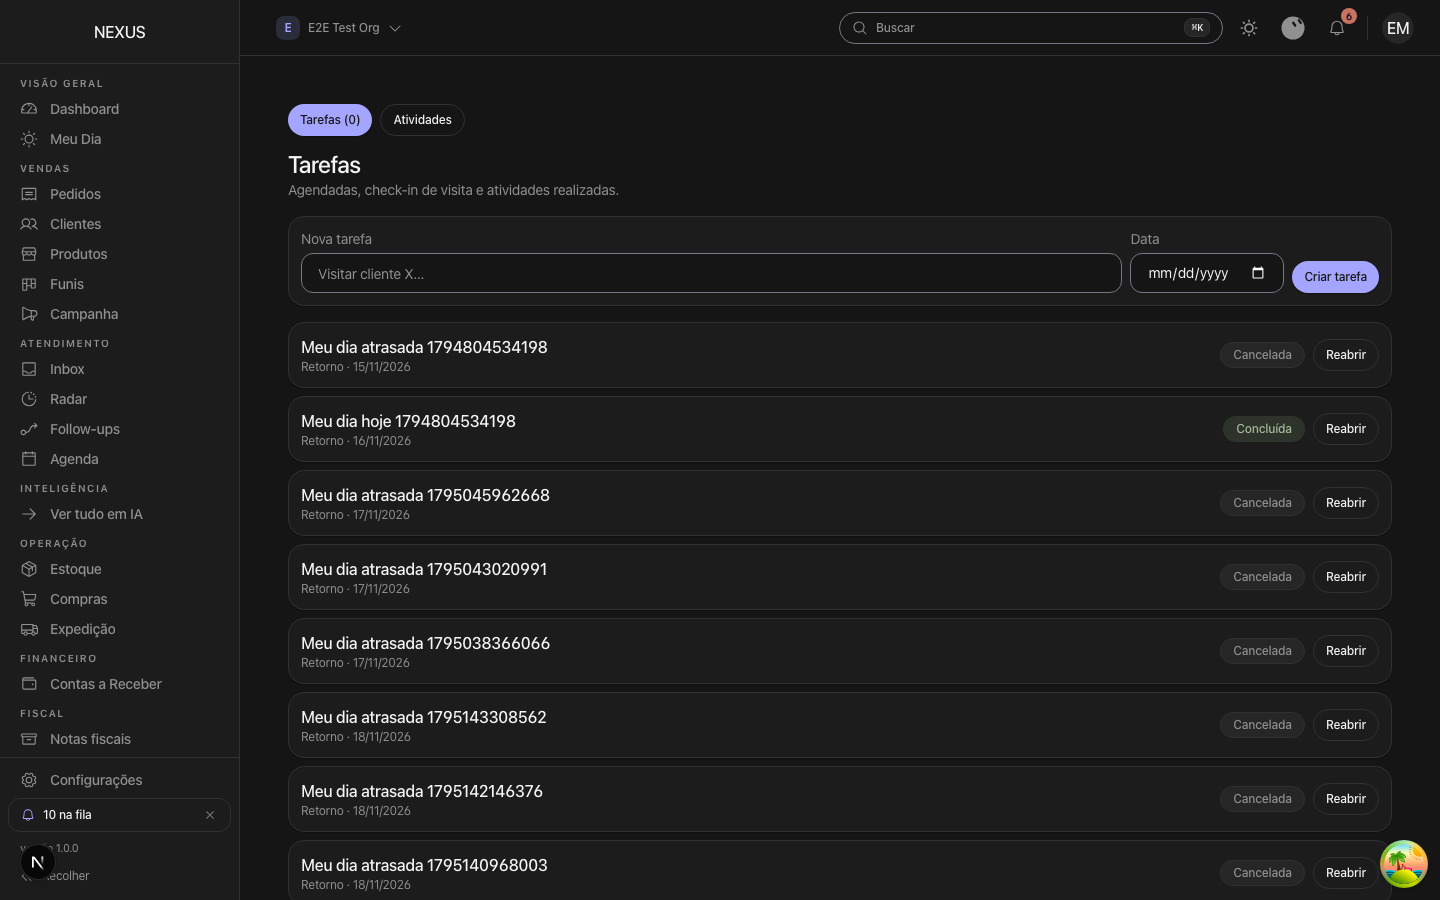 NEXUS
E E2E Test Org
Buscar ⌘K
6
EM
VISÃO GERAL
Dashboard
Meu Dia
VENDAS
Pedidos
Clientes
Produtos
Funis
Campanha
ATENDIMENTO
Inbox
Radar
Follow-ups
Agenda
INTELIGÊNCIA
Ver tudo em IA
OPERAÇÃO
Estoque
Compras
Expedição
FINANCEIRO
Contas a Receber
FISCAL
Notas fiscais
Configurações
10 na fila
1.0.0
Tarefas (0) Atividades
Tarefas
Agendadas, check-in de visita e atividades realizadas.
Nova tarefa Data
Visitar cliente X... mm/dd/yyyy Criar tarefa
Meu dia atrasada 1794804534198
Retorno · 15/11/2026
Cancelada Reabrir
Meu dia hoje 1794804534198
Retorno · 16/11/2026
Concluída Reabrir
Meu dia atrasada 1795045962668
Retorno · 17/11/2026
Cancelada Reabrir
Meu dia atrasada 1795043020991
Retorno · 17/11/2026
Cancelada Reabrir
Meu dia atrasada 1795038366066
Retorno · 17/11/2026
Cancelada Reabrir
Meu dia atrasada 1795143308562
Retorno · 18/11/2026
Cancelada Reabrir
Meu dia atrasada 1795142146376
Retorno · 18/11/2026
Cancelada Reabrir
Meu dia atrasada 1795140968003
Retorno · 18/11/2026
Cancelada Reabrir